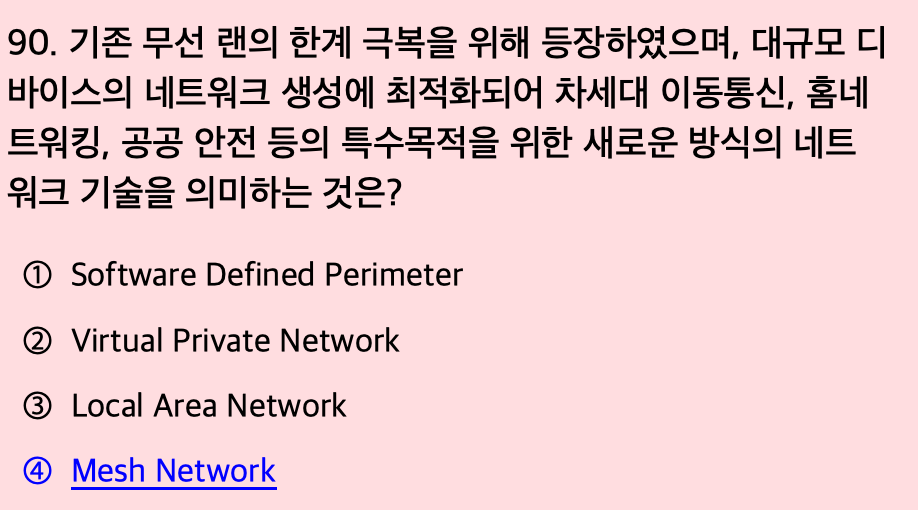 90. 기존 무선 랜의 한계 극복을 위해 등장하였으며, 대규모 디
바이스의 네트워크 생성에 최적화되어 차세대 이동통신, 홈네
트워킹, 공공 안전 등의 특수목적을 위한 새로운 방식의 네트
워크 기술을 의미하는 것은?
① Software Defined Perimeter
② Virtual Private Network
③ Local Area Network
④ Mesh Network